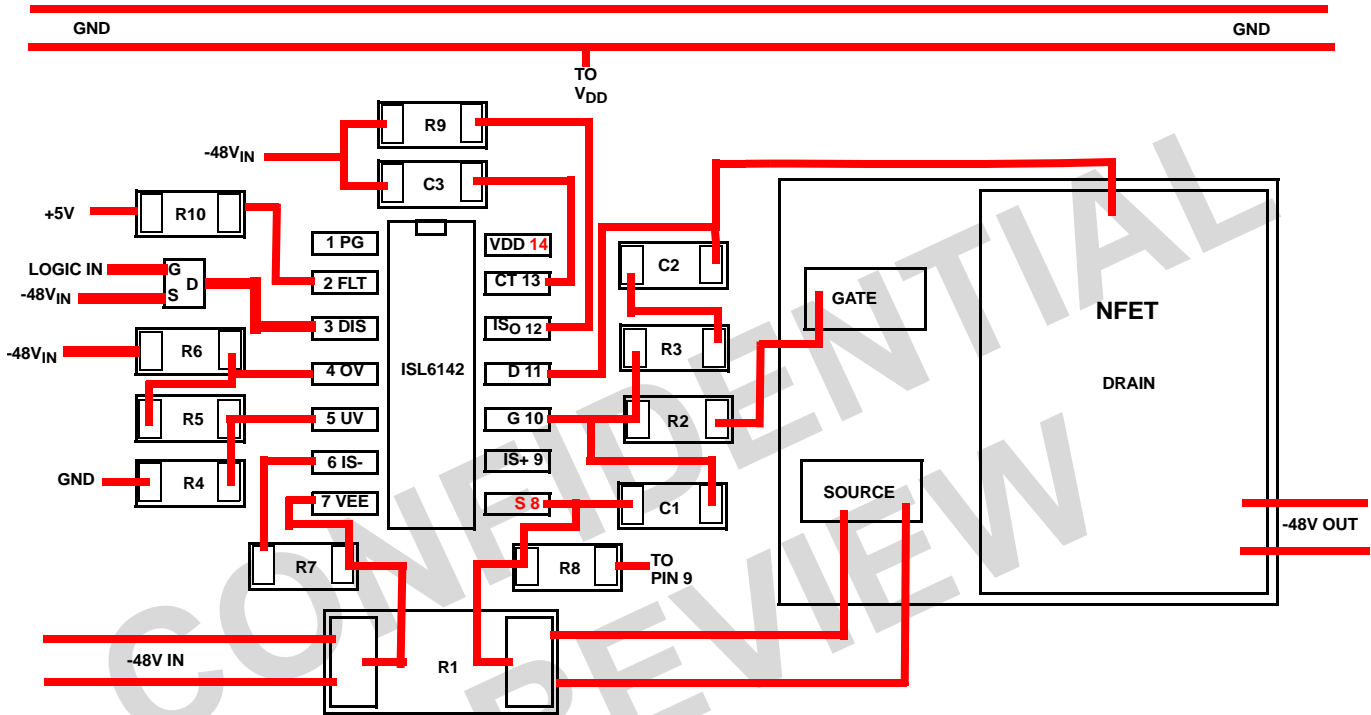 GND
GND
TO
VDD
R9
-48VIN
C3
R10
+5V
1 PG
VDD 14
LOGIC IN
G
D
S
-48VIN
2 FLT
CT 13
C2
GATE
NFET
3 DIS
ISO 12
-48VIN
R6
4 OV
ISL6142
D 11
R3
DRAIN
R5
5 UV
G 10
R2
GND
R4
6 IS-
IS+ 9
SOURCE
7 VEE
S 8
C1
-48V OUT
R7
R8
TO
PIN 9
-48V IN
R1
CONFIDENTIAL
PREVIEW